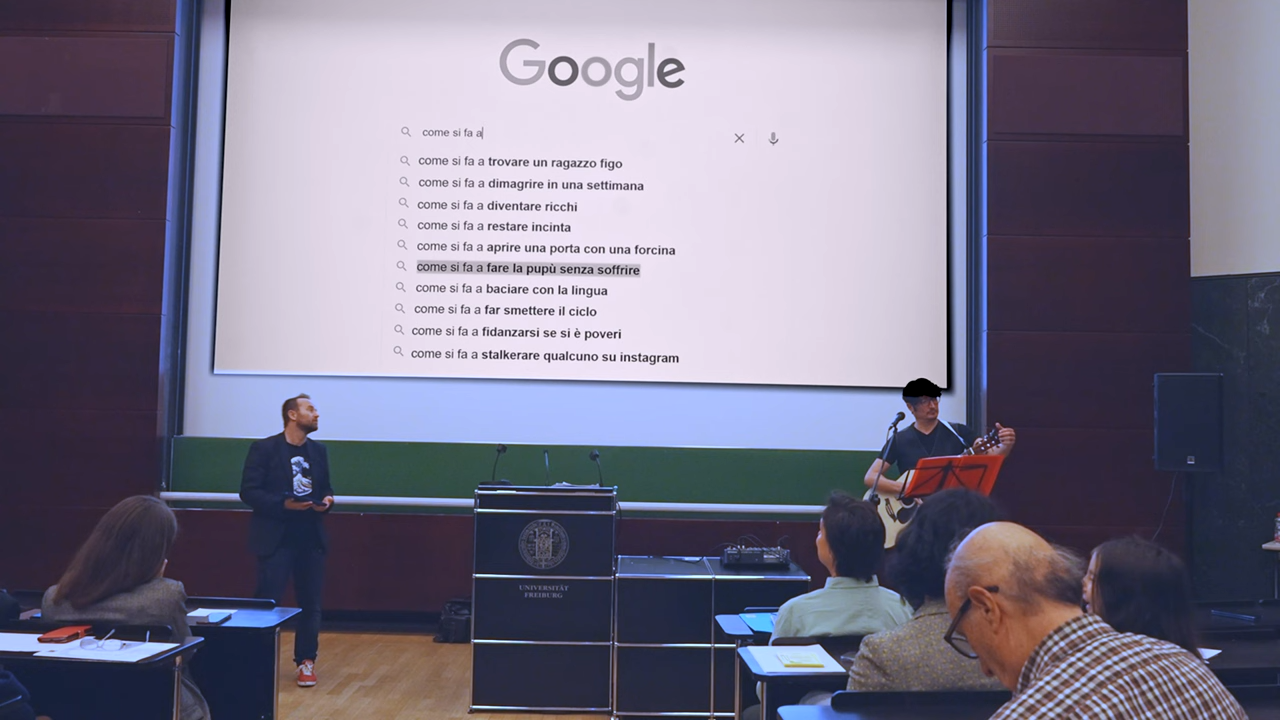 Google
come si fa a
come si fa a trovare un ragazzo figo
come si fa a dimagrire in una settimana
come si fa a diventare ricchi
come si fa a restare incinta
come si fa a aprire una porta con una forcina
come si fa a fare la pupù senza soffrire
come si fa a baciare con la lingua
come si fa a far smettere il ciclo
come si fa a fidanzarsi se si è poveri
come si fa a stalkerare qualcuno su instagram
UNIVERSITÄT
FREIBURG